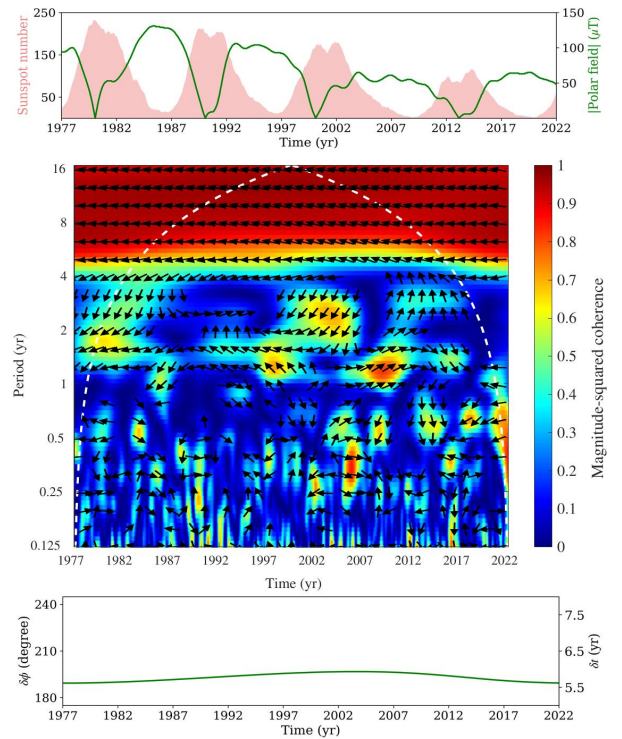 250
150
50
Sunspot number
150
100
50
|Polar field| (μT)
1977 1982 1987 1992 1997 2002 2007 2012 2017 2022
Time (yr)
16
8
4
2
1
0.5
0.25
0.125
Period (yr)
1977 1982 1987 1992 1997 2002 2007 2012 2017 2022
Time (yr)
1
0.9
0.8
0.7
0.6
0.5
0.4
0.3
0.2
0.1
0
Magnitude-squared coherence
240
210
180
δϕ (degree)
7.5
6.5
5.5
δt (yr)
1977 1982 1987 1992 1997 2002 2007 2012 2017 2022
Time (yr)